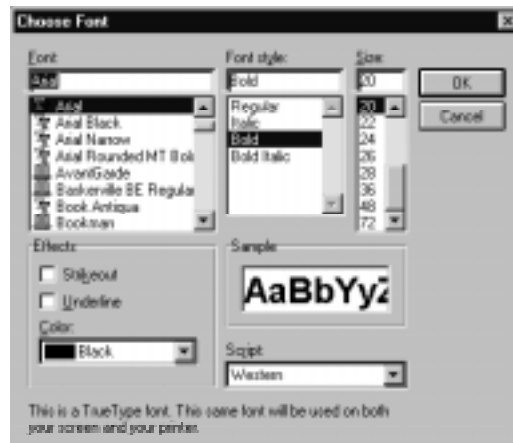 Choose Font
Font:
Font style:
Size:
Arial
Bold
20
OK
Cancel
Arial
Arial Black
Arial Narrow
Arial Rounded MT Bol
AvantGarde
Baskerville BE Regula
Book Antiqua
Bookman
Regular
Italic
Bold
Bold Italic
20
22
24
26
28
36
48
72
Effects
Strikeout
Underline
Color:
Black
Sample
AaBbYyZ
Script:
Western
This is a TrueType font. This same font will be used on both
your screen and your printer.